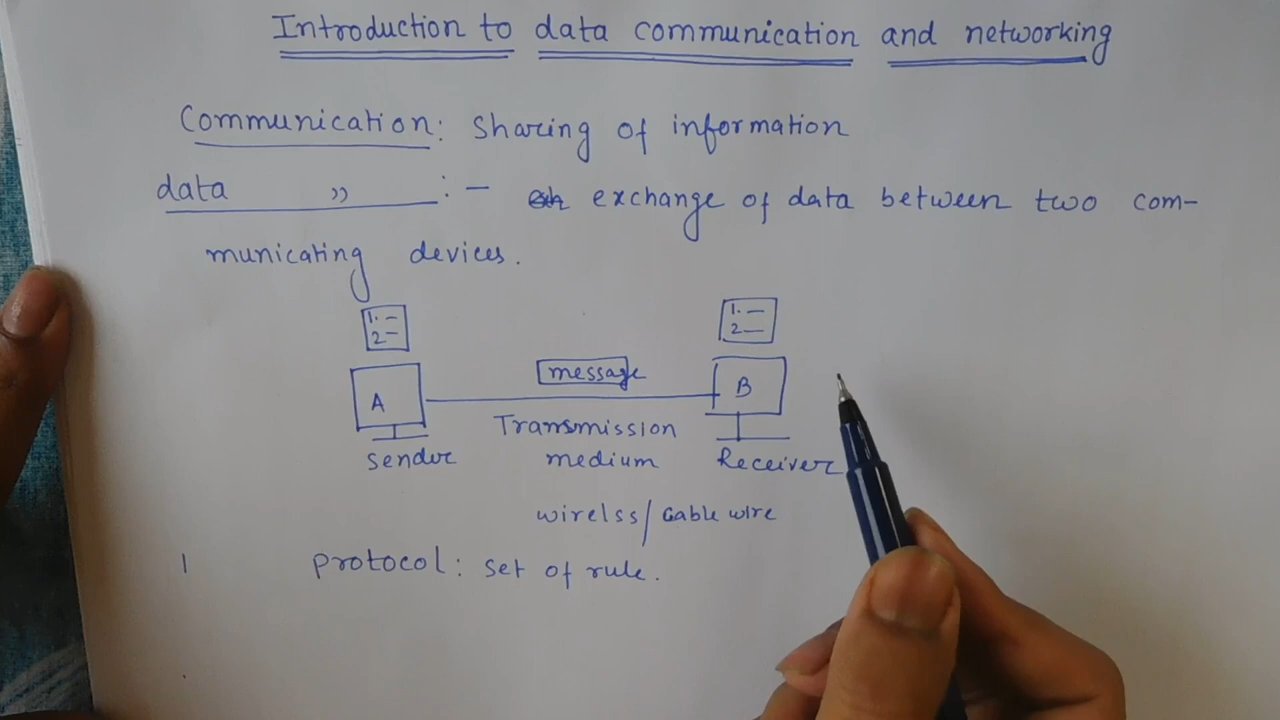 Introduction to data communication and networking
Communication: sharing of information
data ,, :- exchange of data between two com-
municating devices.
1. — 1. —
2 — 2 —
message
A B
Transmission
medium
Sender Receiver
wirelss / Cable wire
1 protocol: set of rule.